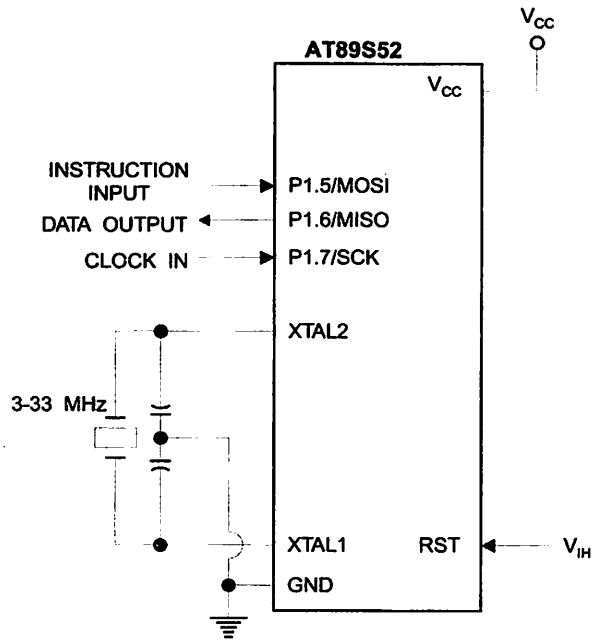 V_CC
AT89S52
V_CC
INSTRUCTION
INPUT
P1.5/MOSI
DATA OUTPUT
P1.6/MISO
CLOCK IN
P1.7/SCK
XTAL2
3-33 MHz
XTAL1
RST
V_IH
GND